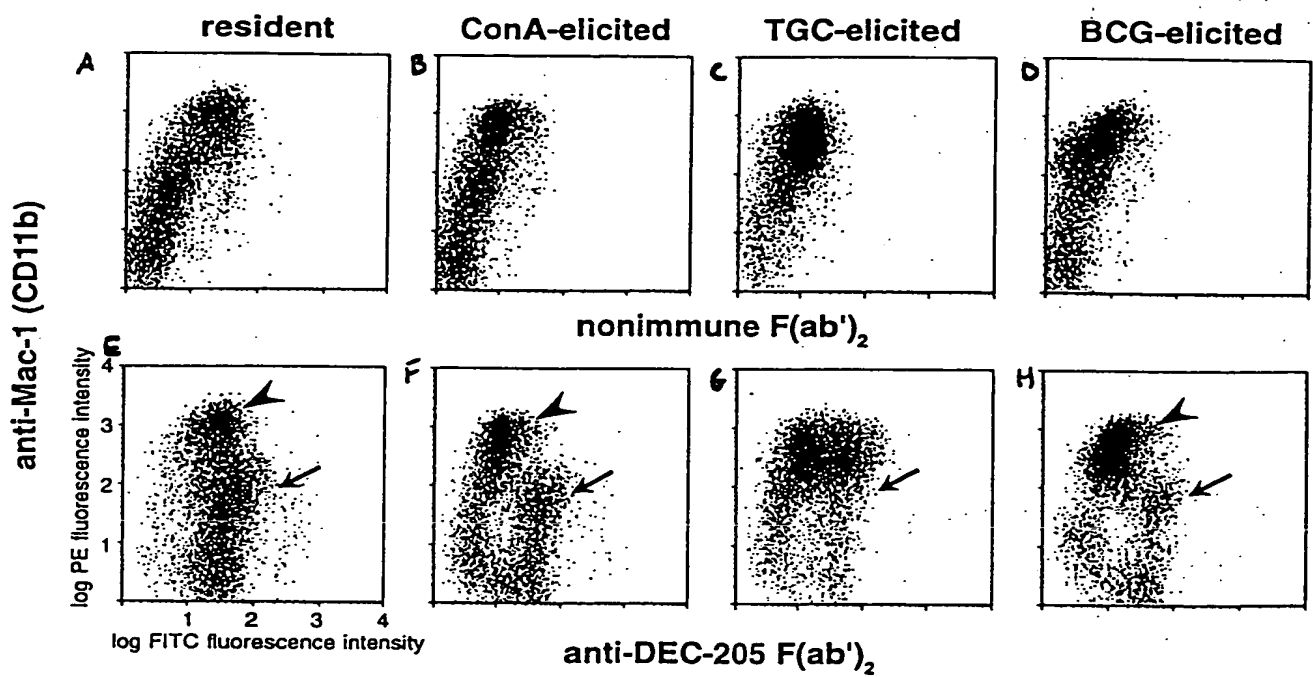 resident ConA-elicited TGC-elicited BCG-elicited
A B C D
anti-Mac-1 (CD11b)
nonimmune F(ab')₂
E F G H
log PE fluorescence intensity
4
3
2
1
1 2 3 4
log FITC fluorescence intensity
anti-DEC-205 F(ab')₂